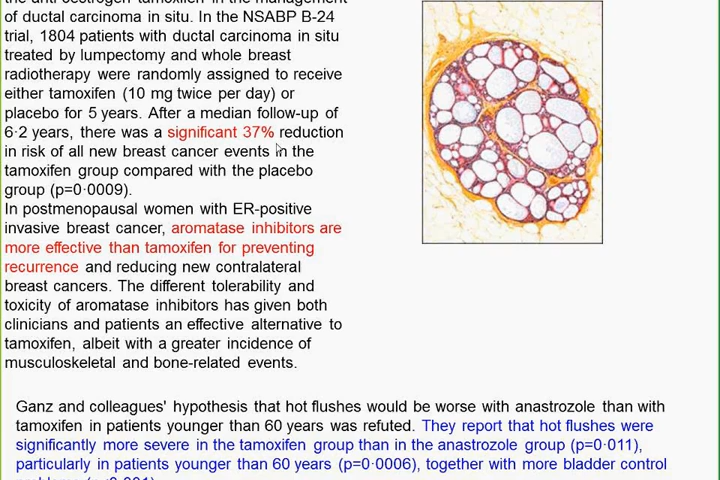 the anti-oestrogen tamoxifen in the management
of ductal carcinoma in situ. In the NSABP B-24
trial, 1804 patients with ductal carcinoma in situ
treated by lumpectomy and whole breast
radiotherapy were randomly assigned to receive
either tamoxifen (10 mg twice per day) or
placebo for 5 years. After a median follow-up of
6·2 years, there was a significant 37% reduction
in risk of all new breast cancer events in the
tamoxifen group compared with the placebo
group (p=0·0009).
In postmenopausal women with ER-positive
invasive breast cancer, aromatase inhibitors are
more effective than tamoxifen for preventing
recurrence and reducing new contralateral
breast cancers. The different tolerability and
toxicity of aromatase inhibitors has given both
clinicians and patients an effective alternative to
tamoxifen, albeit with a greater incidence of
musculoskeletal and bone-related events.
Ganz and colleagues' hypothesis that hot flushes would be worse with anastrozole than with
tamoxifen in patients younger than 60 years was refuted. They report that hot flushes were
significantly more severe in the tamoxifen group than in the anastrozole group (p=0·011),
particularly in patients younger than 60 years (p=0·0006), together with more bladder control